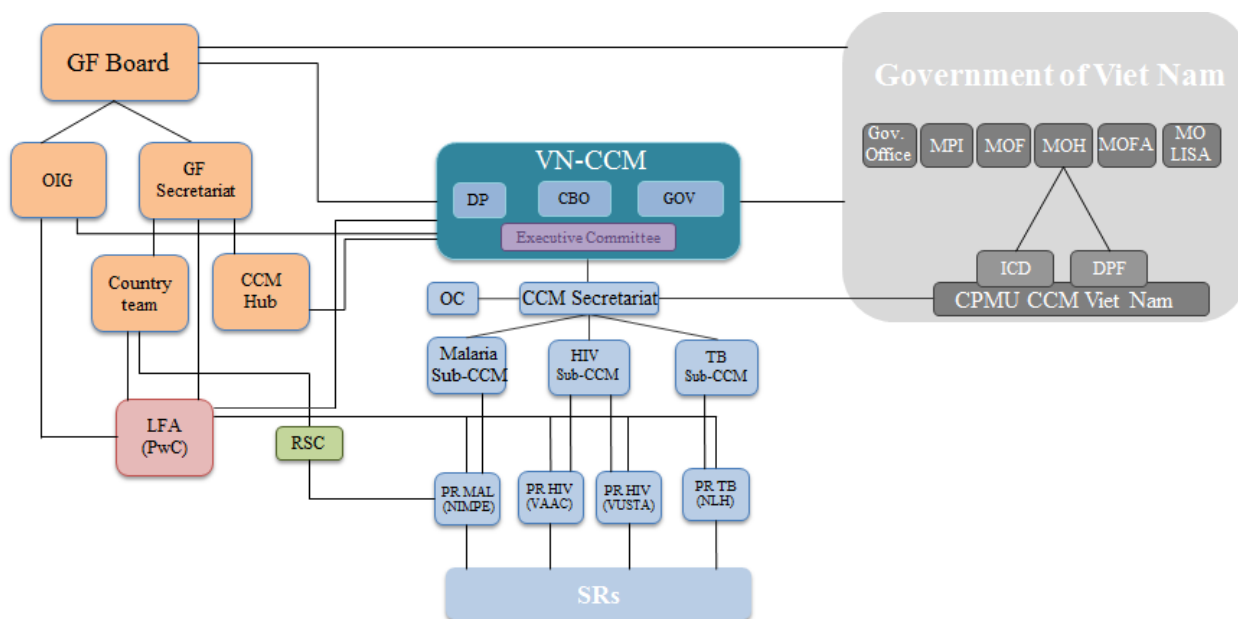 GF Board
Government of Viet Nam
Gov.
Office
MPI
MOF
MOH
MOFA
MO
LISA
OIG
GF
Secretariat
VN-CCM
DP
CBO
GOV
Executive Committee
Country
team
CCM
Hub
OC
CCM Secretariat
ICD
DPF
CPMU CCM Viet Nam
Malaria
Sub-CCM
HIV
Sub-CCM
TB
Sub-CCM
LFA
(PwC)
RSC
PR MAL
(NIMPE)
PR HIV
(VAAC)
PR HIV
(VUSTA)
PR TB
(NLH)
SRs